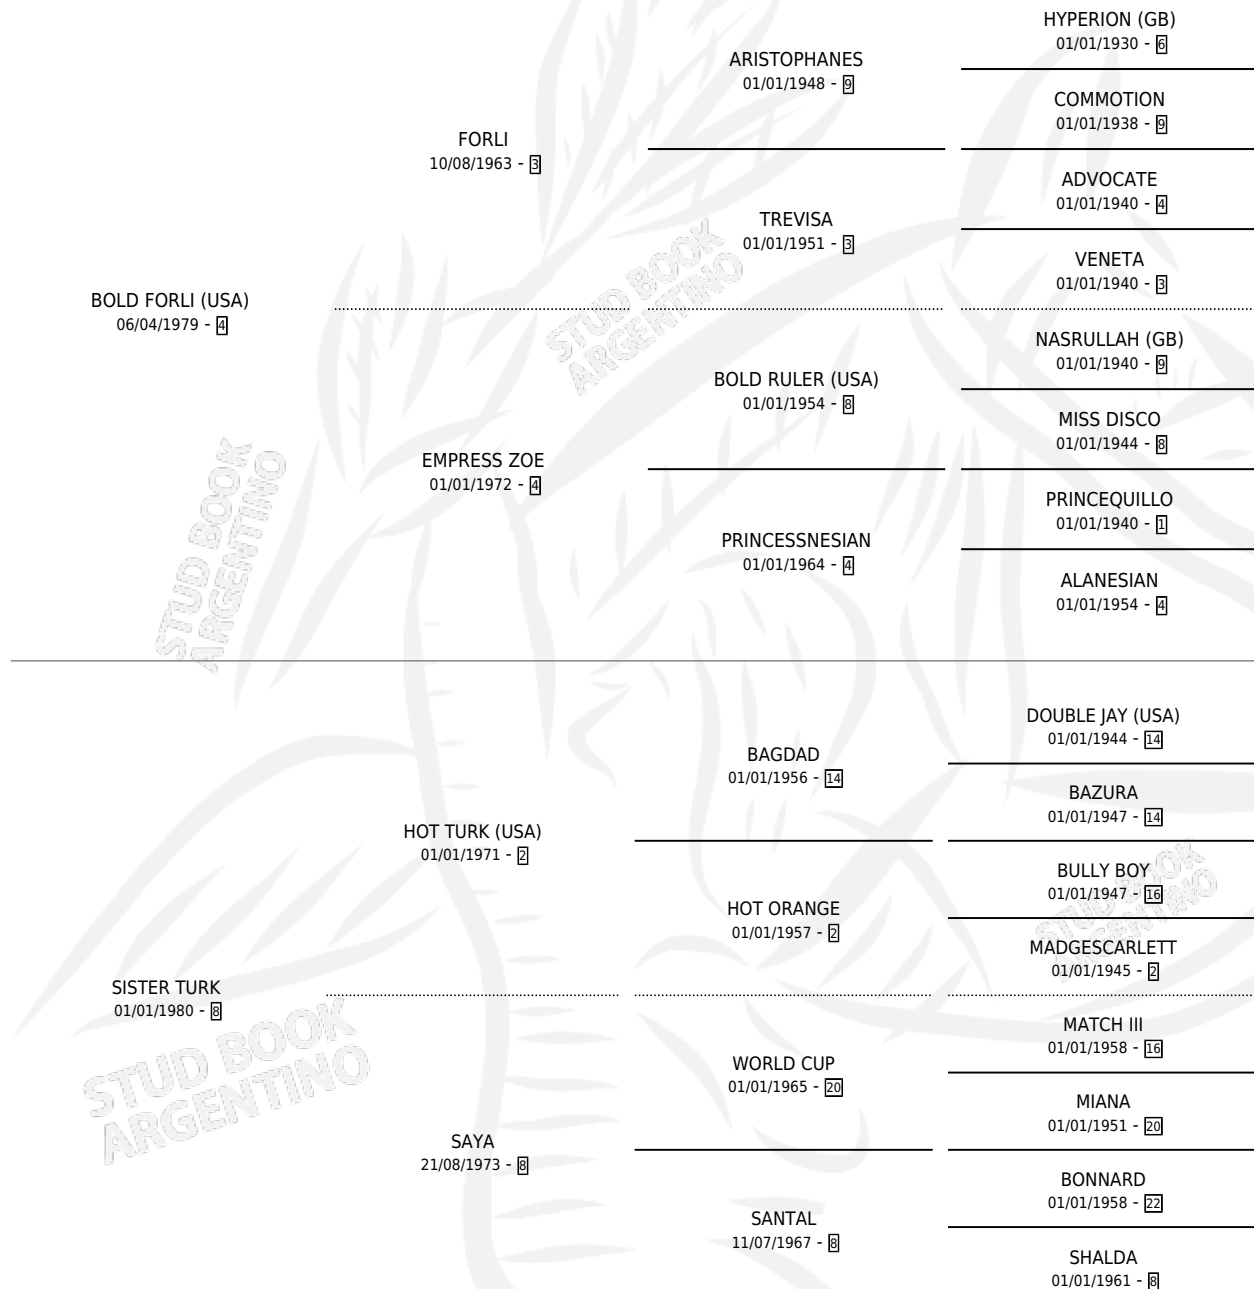 HYPERION (GB)
01/01/1930 - 6
ARISTOPHANES
01/01/1948 - 9
COMMOTION
01/01/1938 - 9
FORLI
10/08/1963 - 3
ADVOCATE
01/01/1940 - 4
TREVISA
01/01/1951 - 3
VENETA
01/01/1940 - 3
BOLD FORLI (USA)
06/04/1979 - 4
STUD BOOK
ARGENTINO
NASRULLAH (GB)
01/01/1940 - 9
BOLD RULER (USA)
01/01/1954 - 8
MISS DISCO
01/01/1944 - 8
EMPRESS ZOE
01/01/1972 - 4
PRINCEQUILLO
01/01/1940 - 1
PRINCESSNESIAN
01/01/1964 - 4
ALANESIAN
01/01/1954 - 4
STUD BOOK
ARGENTINO
DOUBLE JAY (USA)
01/01/1944 - 14
BAGDAD
01/01/1956 - 14
BAZURA
01/01/1947 - 14
HOT TURK (USA)
01/01/1971 - 2
BULLY BOY
01/01/1947 - 16
HOT ORANGE
01/01/1957 - 2
STUD BOOK
ARGENTINO
MADGESCARLETT
01/01/1945 - 2
SISTER TURK
01/01/1980 - 8
STUD BOOK
ARGENTINO
MATCH III
01/01/1958 - 16
WORLD CUP
01/01/1965 - 20
MIANA
01/01/1951 - 20
SAYA
21/08/1973 - 8
BONNARD
01/01/1958 - 22
SANTAL
11/07/1967 - 8
SHALDA
01/01/1961 - 8